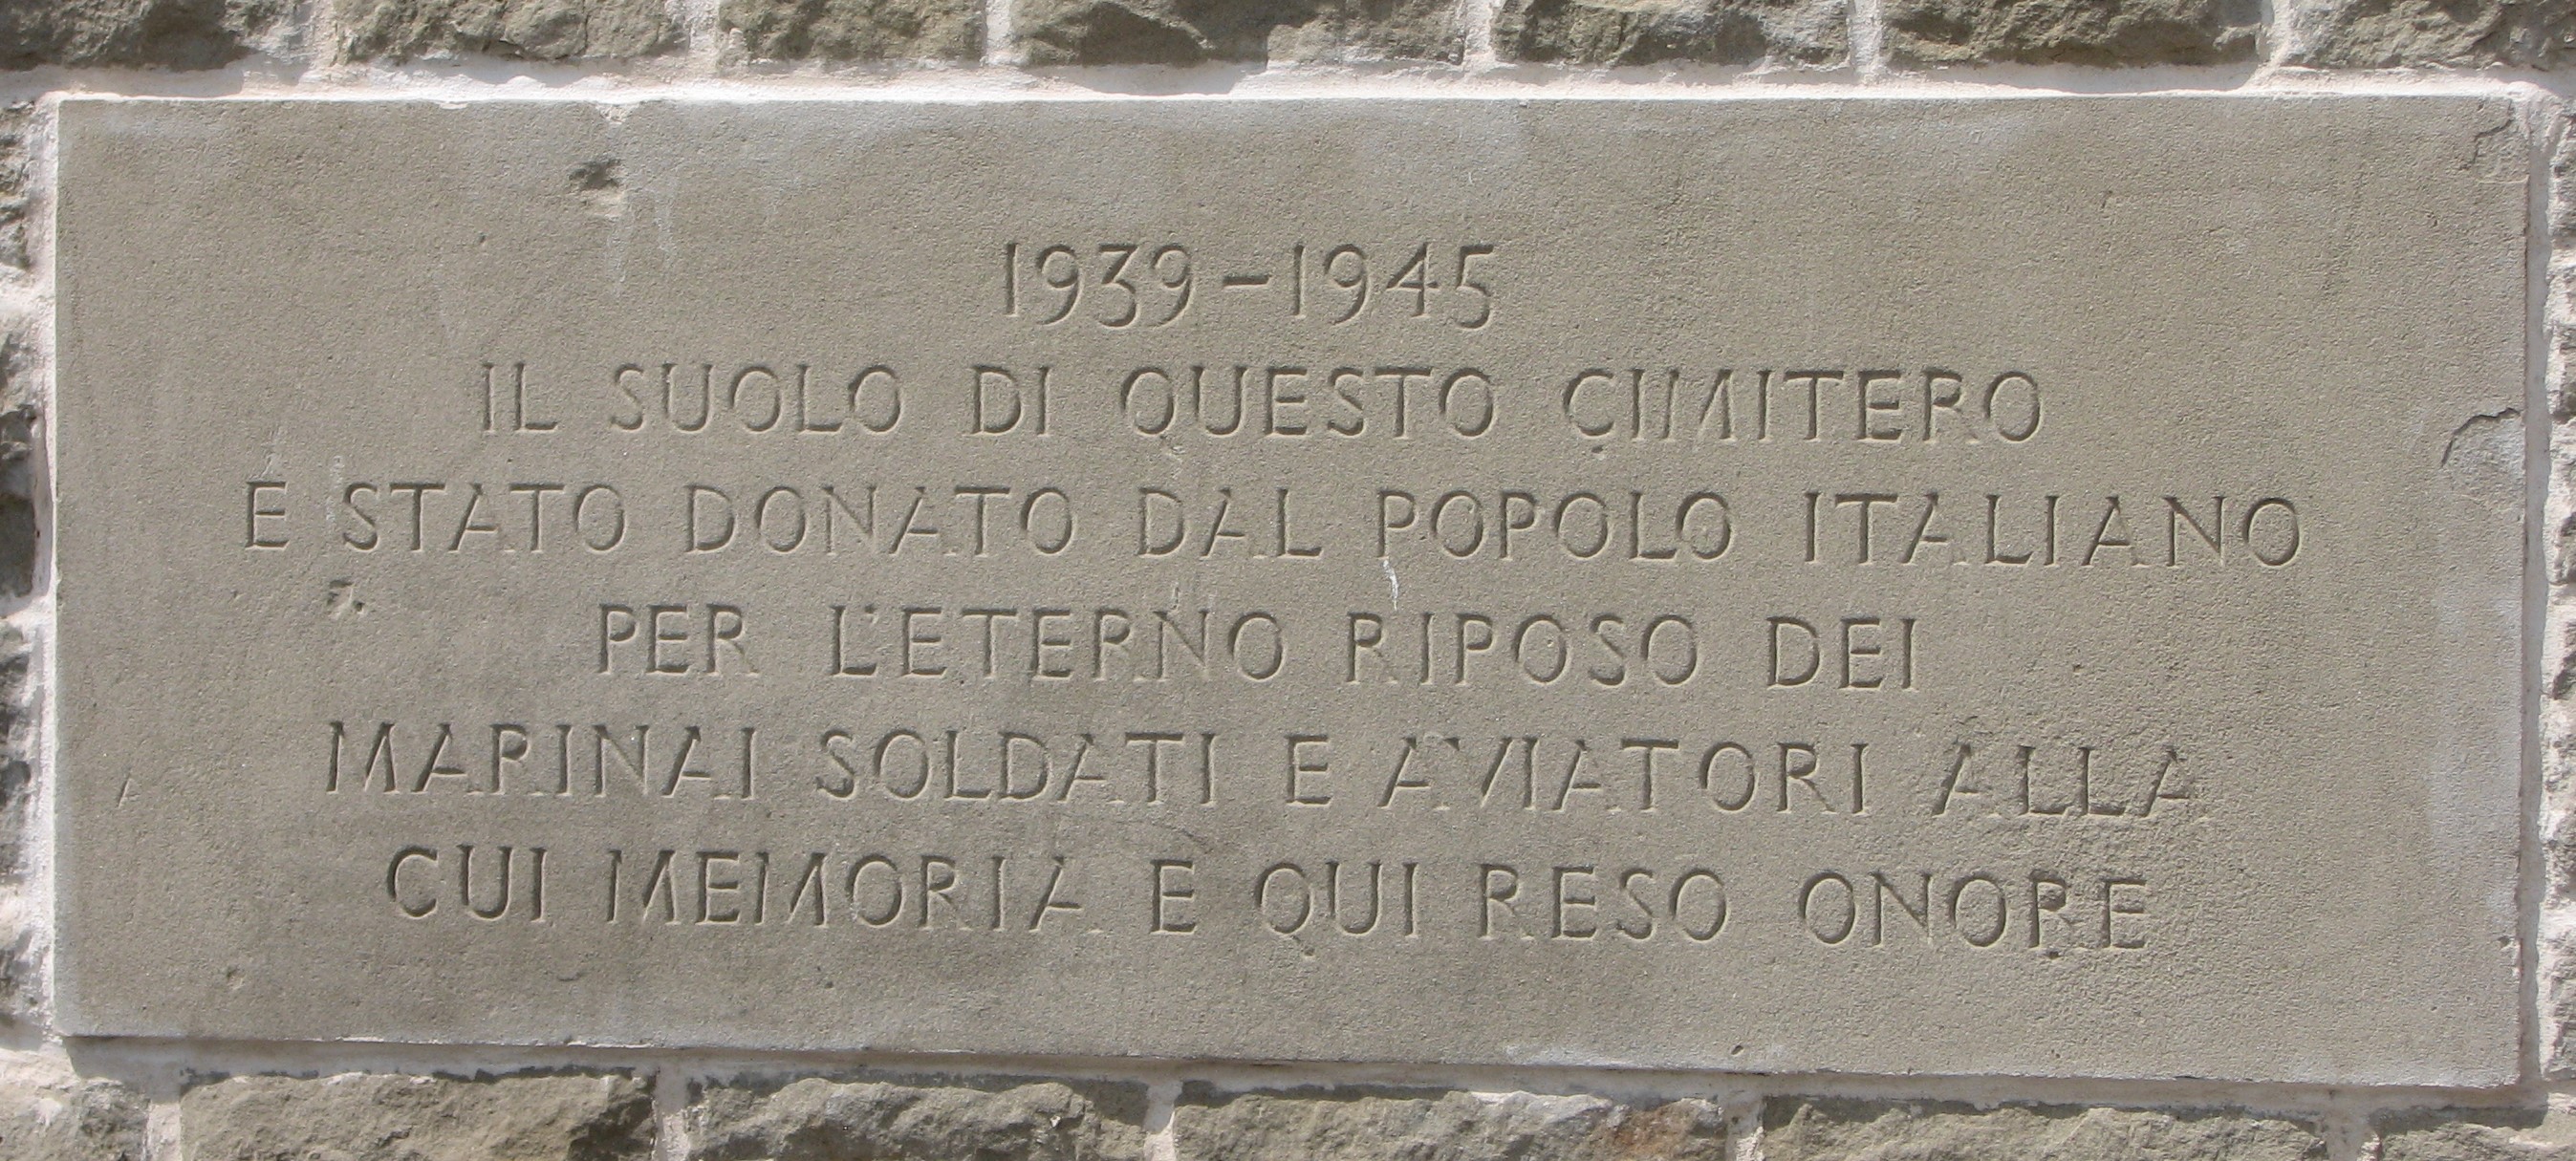 1939-1945
IL SUOLO DI QUESTO CIMITERO
E STATO DONATO DAL POPOLO ITALIANO
PER L'ETERNO RIPOSO DEI
MARINAI SOLDATI E AVIATORI ALLA
CUI MEMORIA E QUI RESO ONORE